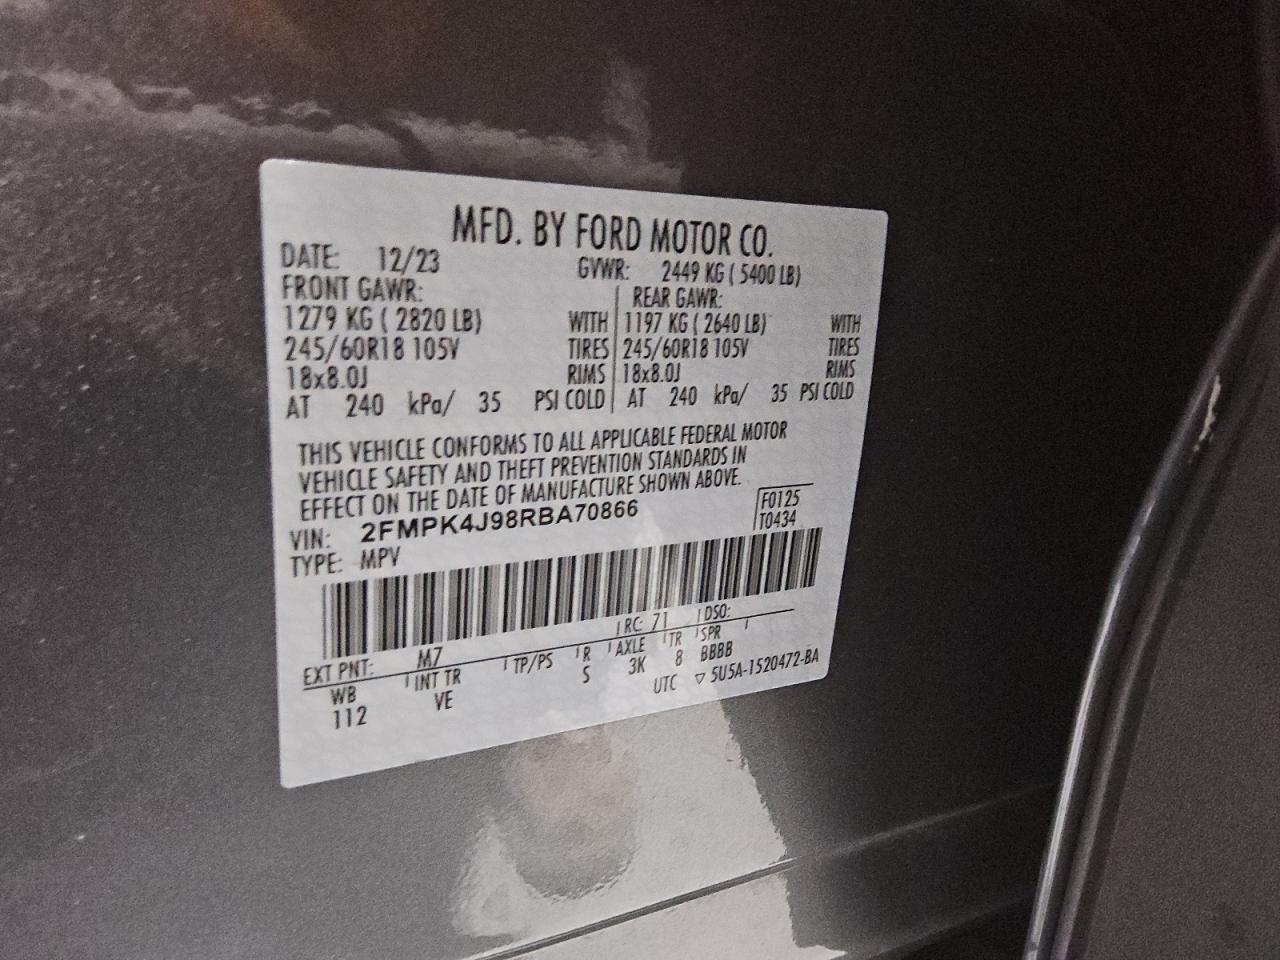 MFD. BY FORD MOTOR CO.
DATE: 12/23 GVWR: 2449 KG ( 5400 LB)
FRONT GAWR: REAR GAWR:
1279 KG ( 2820 LB) WITH 1197 KG ( 2640 LB) WITH
245/60R18 105V TIRES 245/60R18 105V TIRES
18x8.0J RIMS 18x8.0J RIMS
AT 240 kPa/ 35 PSI COLD AT 240 kPa/ 35 PSI COLD
THIS VEHICLE CONFORMS TO ALL APPLICABLE FEDERAL MOTOR
VEHICLE SAFETY AND THEFT PREVENTION STANDARDS IN
EFFECT ON THE DATE OF MANUFACTURE SHOWN ABOVE.
VIN: 2FMPK4J98RBA70866 F0125
TYPE: MPV T0434
EXT PNT: M7 RC: 71 DSO:
WB INT TR TP/PS R AXLE TR SPR
112 VE S 3K 8 BBBB
UTC ▽ 5U5A-1520472-BA